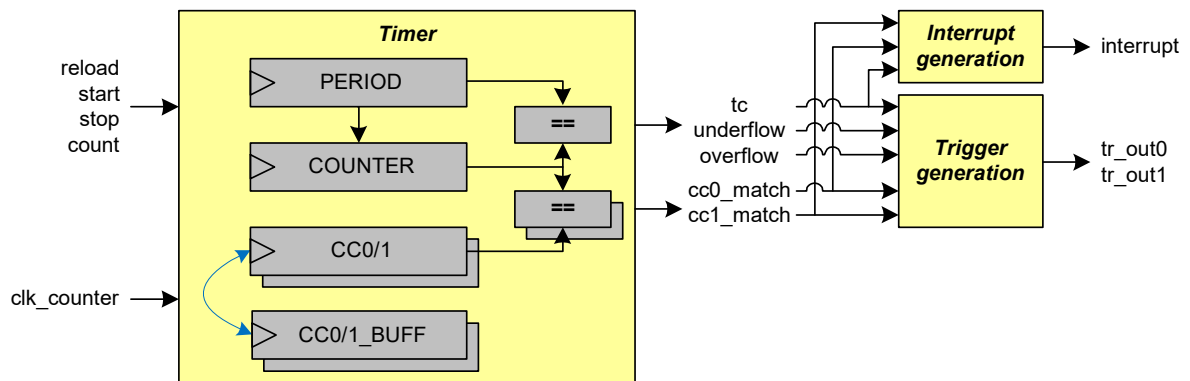 Timer
reload
start
stop
count
clk_counter
PERIOD
COUNTER
CC0/1
CC0/1_BUFF
==
==
tc
underflow
overflow
cc0_match
cc1_match
Interrupt
generation
Trigger
generation
interrupt
tr_out0
tr_out1